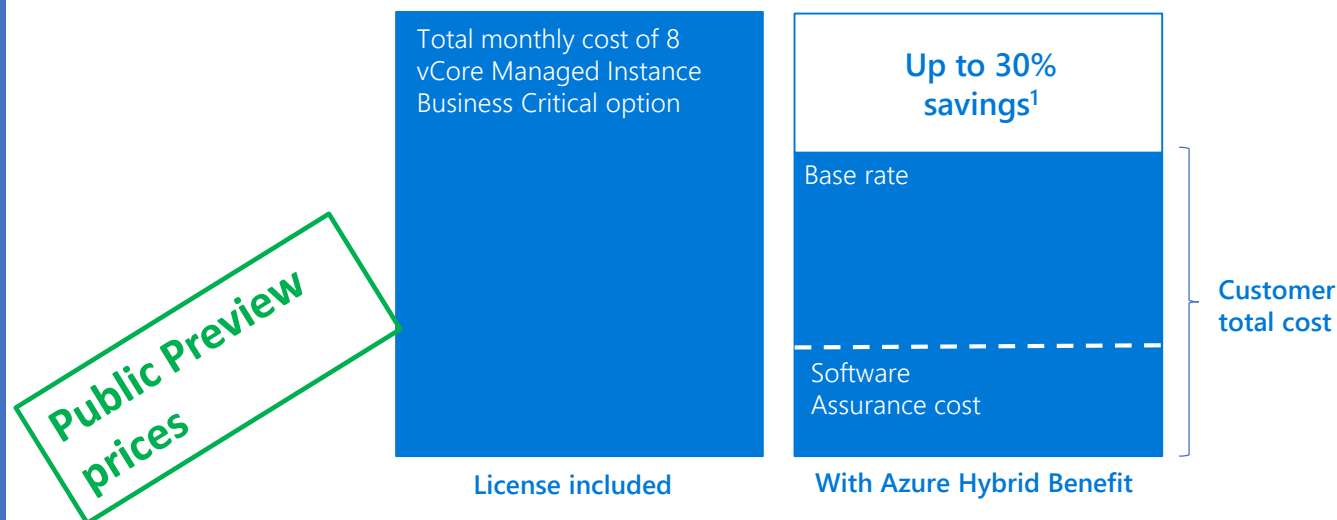 Total monthly cost of 8
vCore Managed Instance
Business Critical option
Up to 30%
savings¹
Base rate
Software
Assurance cost
Customer
total cost
Public Preview
prices
License included
With Azure Hybrid Benefit